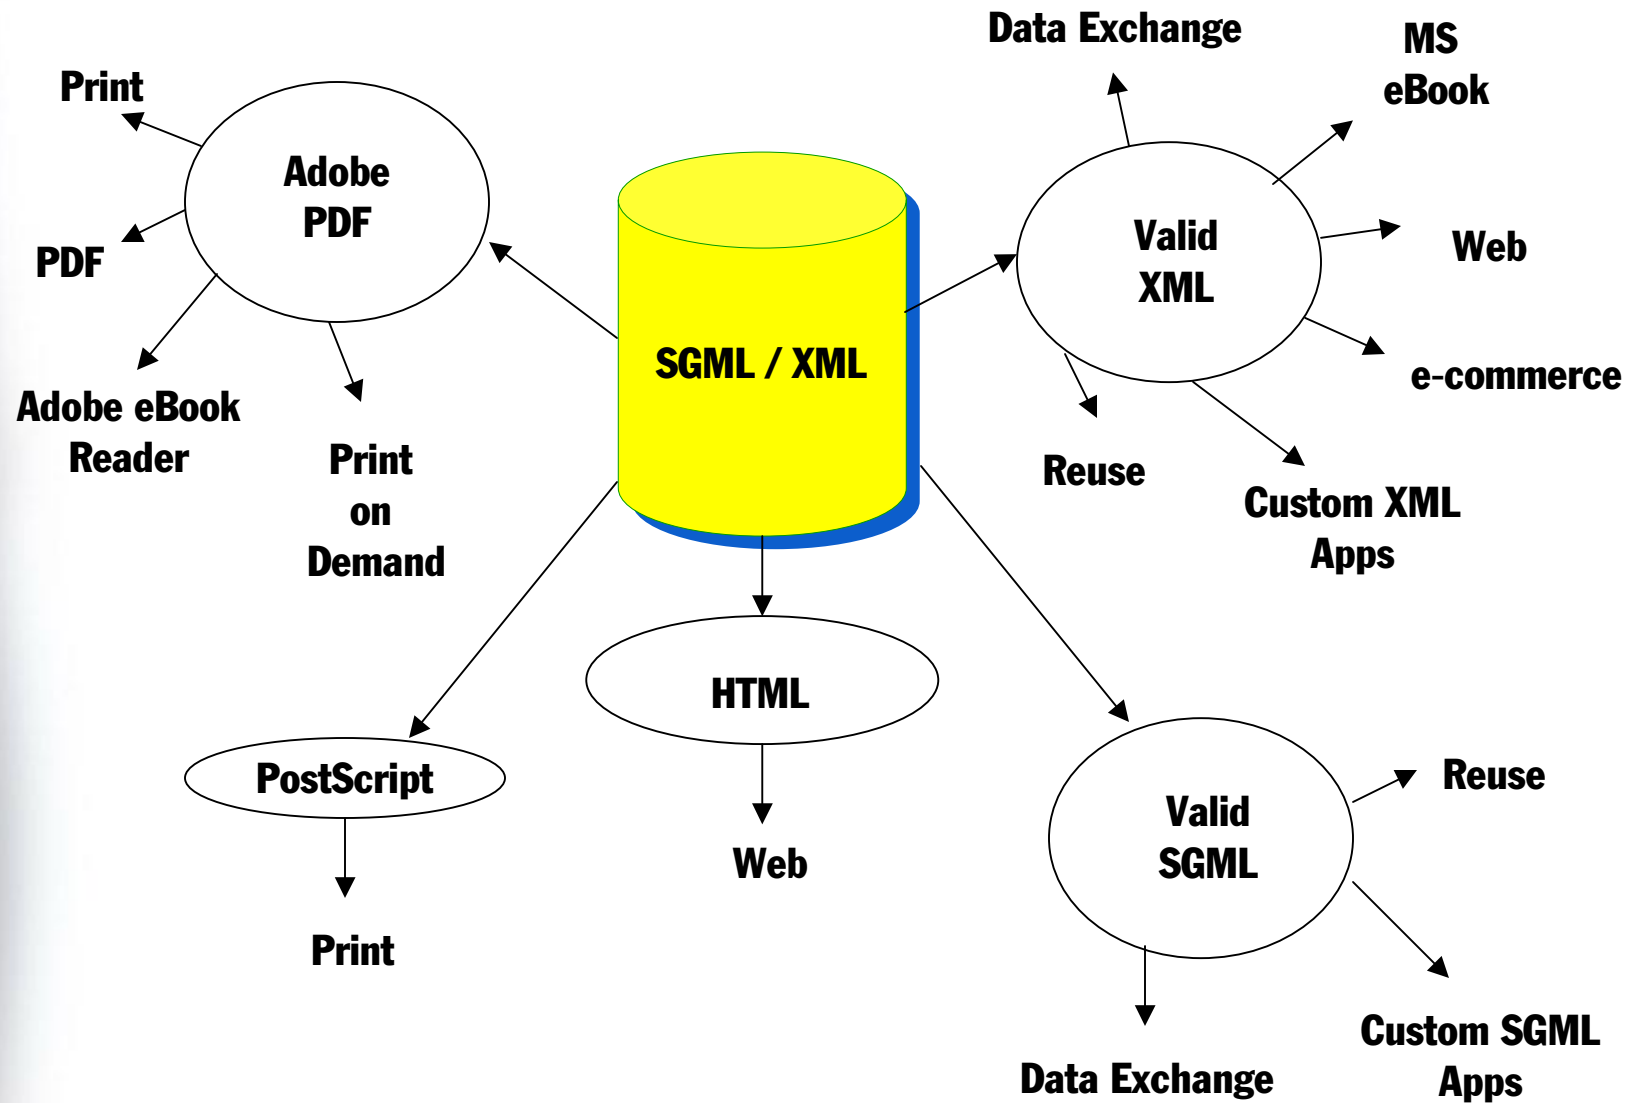 Data Exchange
MS
eBook
Print
Adobe
PDF
Valid
XML
Web
PDF
SGML / XML
e-commerce
Adobe eBook
Reader
Print
on
Demand
Reuse
Custom XML
Apps
HTML
PostScript
Web
Print
Valid
SGML
Reuse
Custom SGML
Apps
Data Exchange